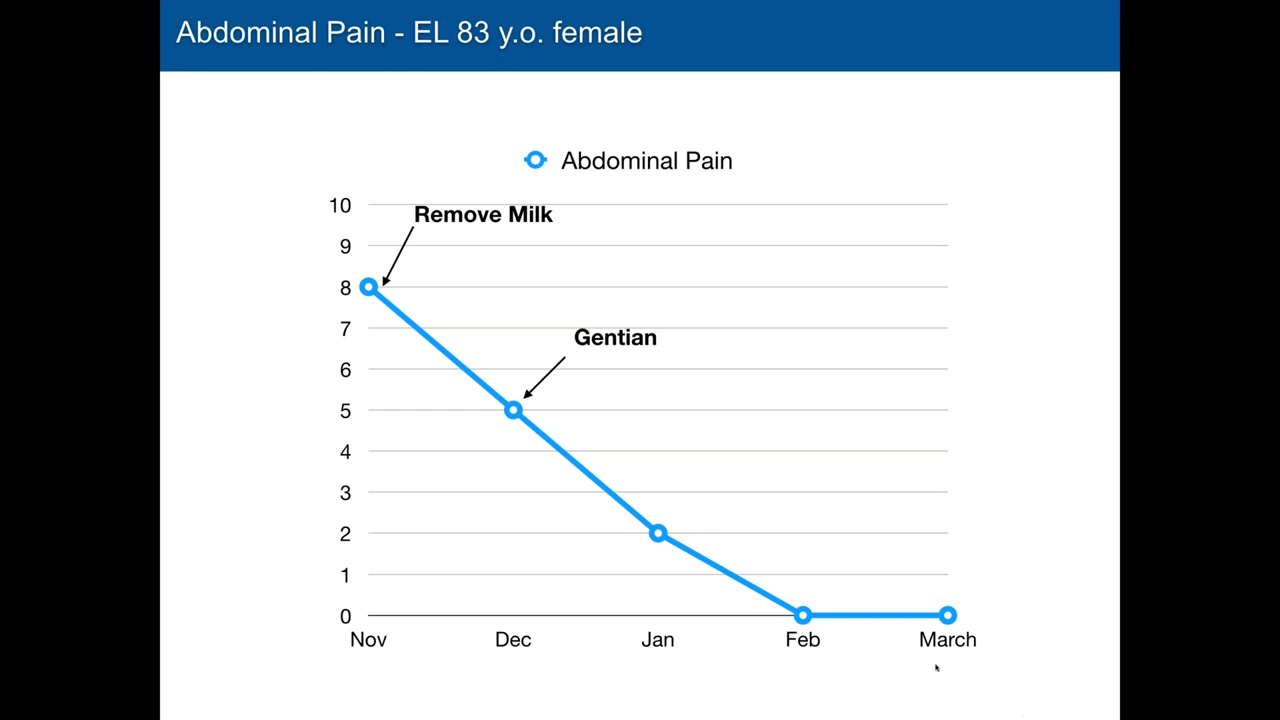 Abdominal Pain - EL 83 y.o. female
Abdominal Pain
10
Remove Milk
9
8
7
Gentian
6
5
4
3
2
1
0
Nov Dec Jan Feb March